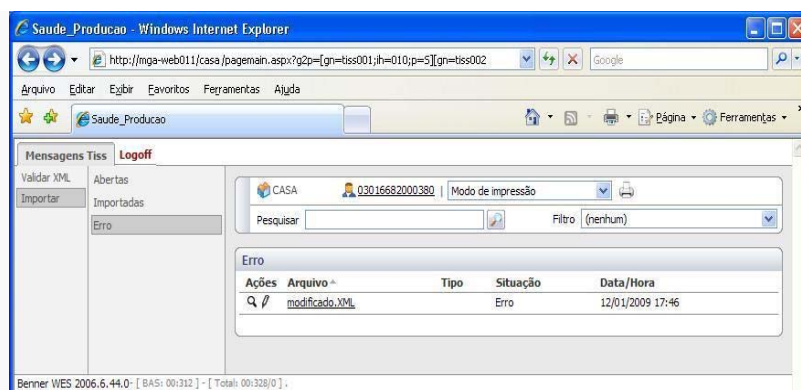 Saude_Producao - Windows Internet Explorer
http://mga-web011/casa/pagemain.aspx?g2p=[gn=tiss001;ih=010;p=S][gn=tiss002
Google
Arquivo Editar Exibir Favoritos Ferramentas Ajuda
Saude_Producao
Página
Ferramentas
Mensagens Tiss Logoff
Validar XML
Importar
Abertas
Importadas
Erro
CASA 03016682000380 | Modo de impressão
Pesquisar Filtro (nenhum)
Erro
Ações Arquivo Tipo Situação Data/Hora
modificado.XML Erro 12/01/2009 17:46
Benner WES 2006.6.44.0- [ BAS: 00:312 ] - [ Total: 00:328/0 ] .